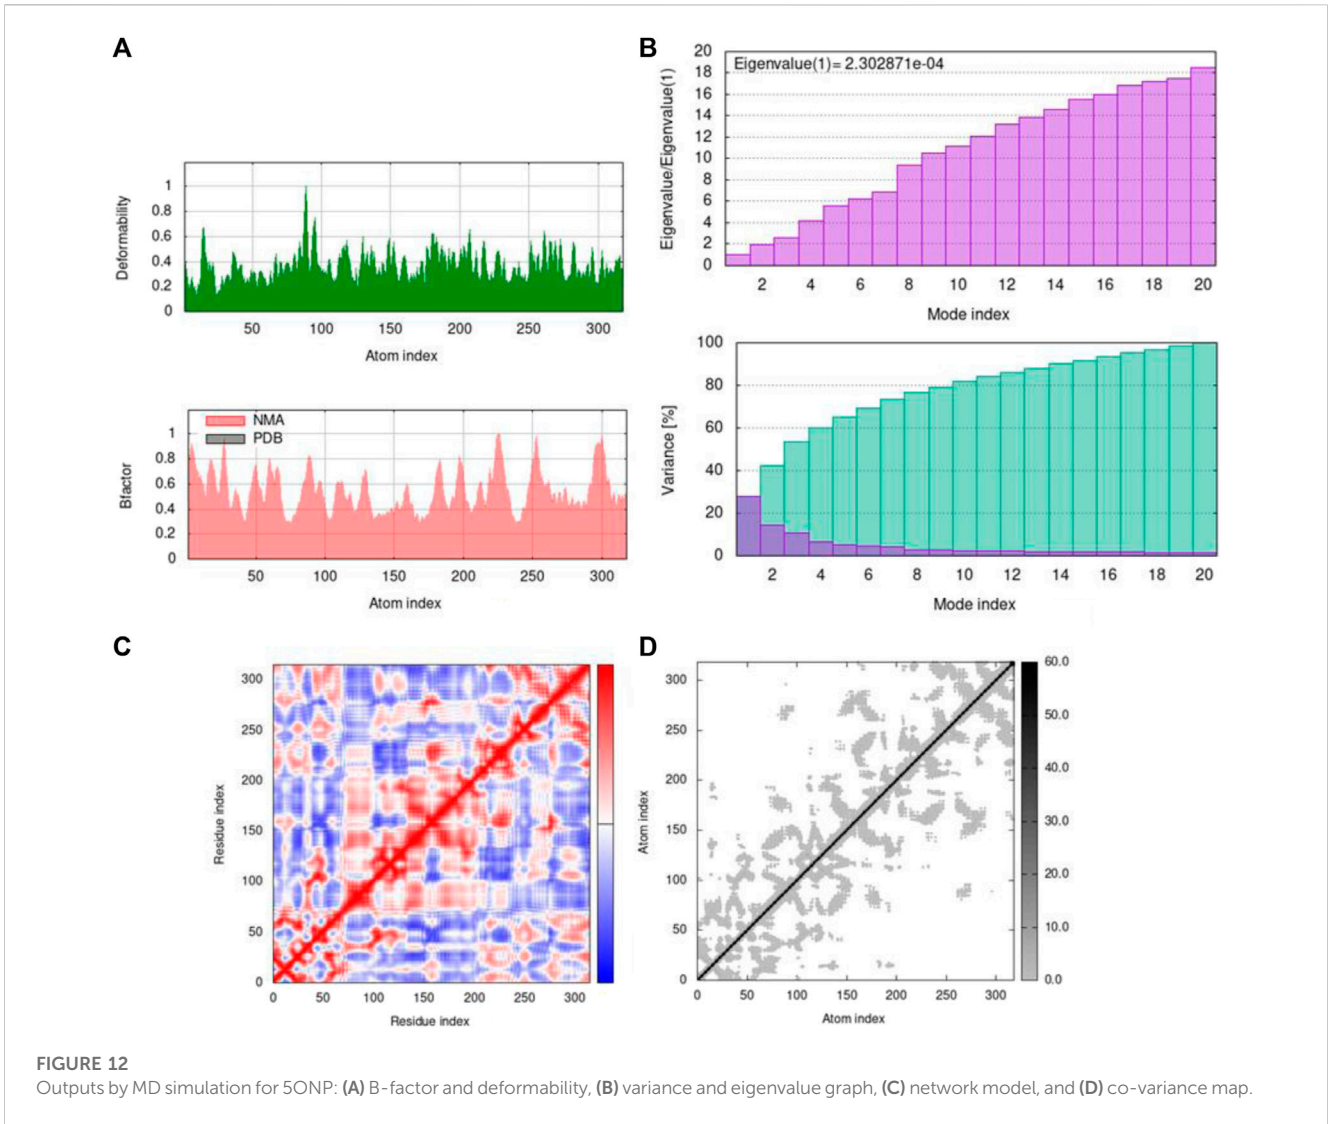 A
Deformability
1
0.8
0.6
0.4
0.2
0
50 100 150 200 250 300
Atom index
NMA
PDB
Bfactor
1
0.8
0.6
0.4
0.2
0
50 100 150 200 250 300
Atom index
B
Eigenvalue(1)= 2.302871e-04
Eigenvalue/Eigenvalue(1)
20
18
16
14
12
10
8
6
4
2
0
2 4 6 8 10 12 14 16 18 20
Mode index
Variance [%]
100
80
60
40
20
0
2 4 6 8 10 12 14 16 18 20
Mode index
C
Residue index
300
250
200
150
100
50
0
0 50 100 150 200 250 300
Residue index
D
Atom index
300
250
200
150
100
50
0
0 50 100 150 200 250 300
Atom index
60.0
50.0
40.0
30.0
20.0
10.0
0.0
FIGURE 12
Outputs by MD simulation for 5ONP: (A) B-factor and deformability, (B) variance and eigenvalue graph, (C) network model, and (D) co-variance map.